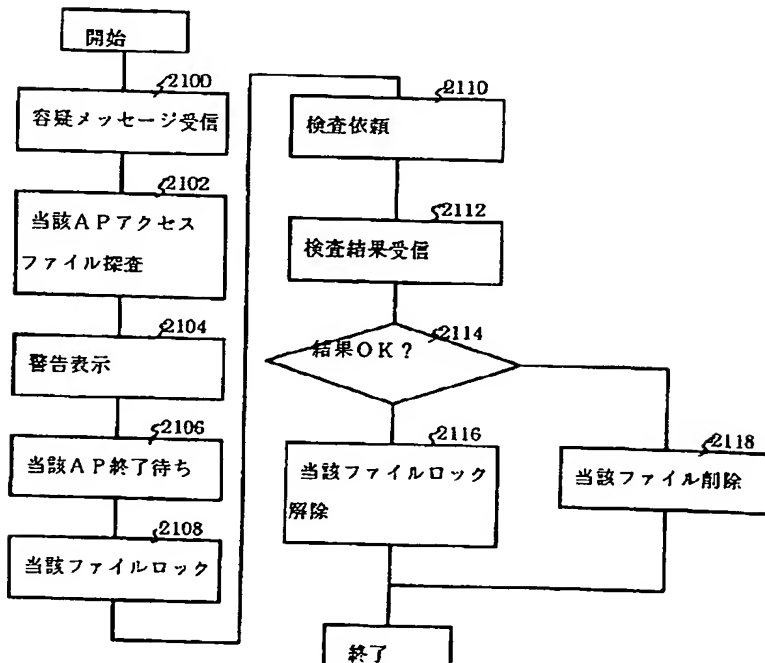 開始
2100
容疑メッセージ受信
2102
当該APアクセス
ファイル探査
2104
警告表示
2106
当該AP終了待ち
2108
当該ファイルロック
2110
検査依頼
2112
検査結果受信
2114
結果OK?
2116
当該ファイルロック
解除
2118
当該ファイル削除
終了